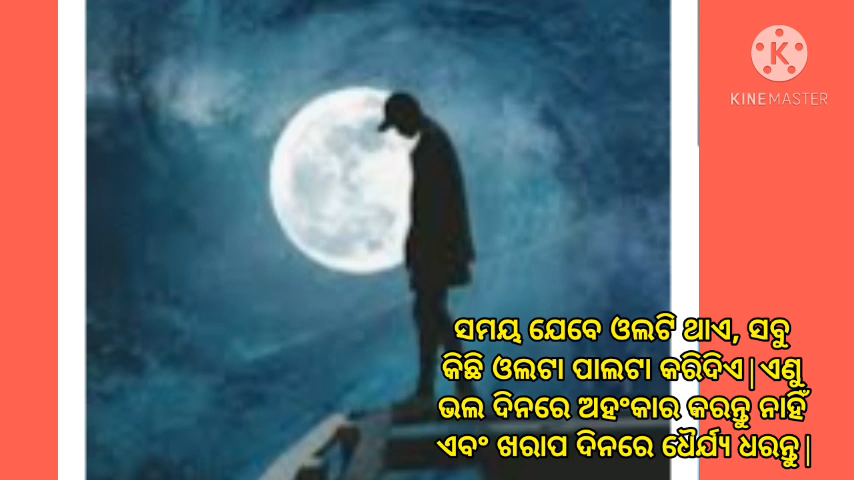 KINEMASTER
ସମୟ ଯେବେ ଓଲଟି ଥାଏ, ସବୁ
କିଛି ଓଲଟା ପାଲଟା କରିଦିଏ|ଏଣୁ
ଭଲ ଦିନରେ ଅହଂକାର କରନ୍ତୁ ନାହିଁ
ଏବଂ ଖରାପ ଦିନରେ ଧୈର୍ଯ୍ୟ ଧରନ୍ତୁ|